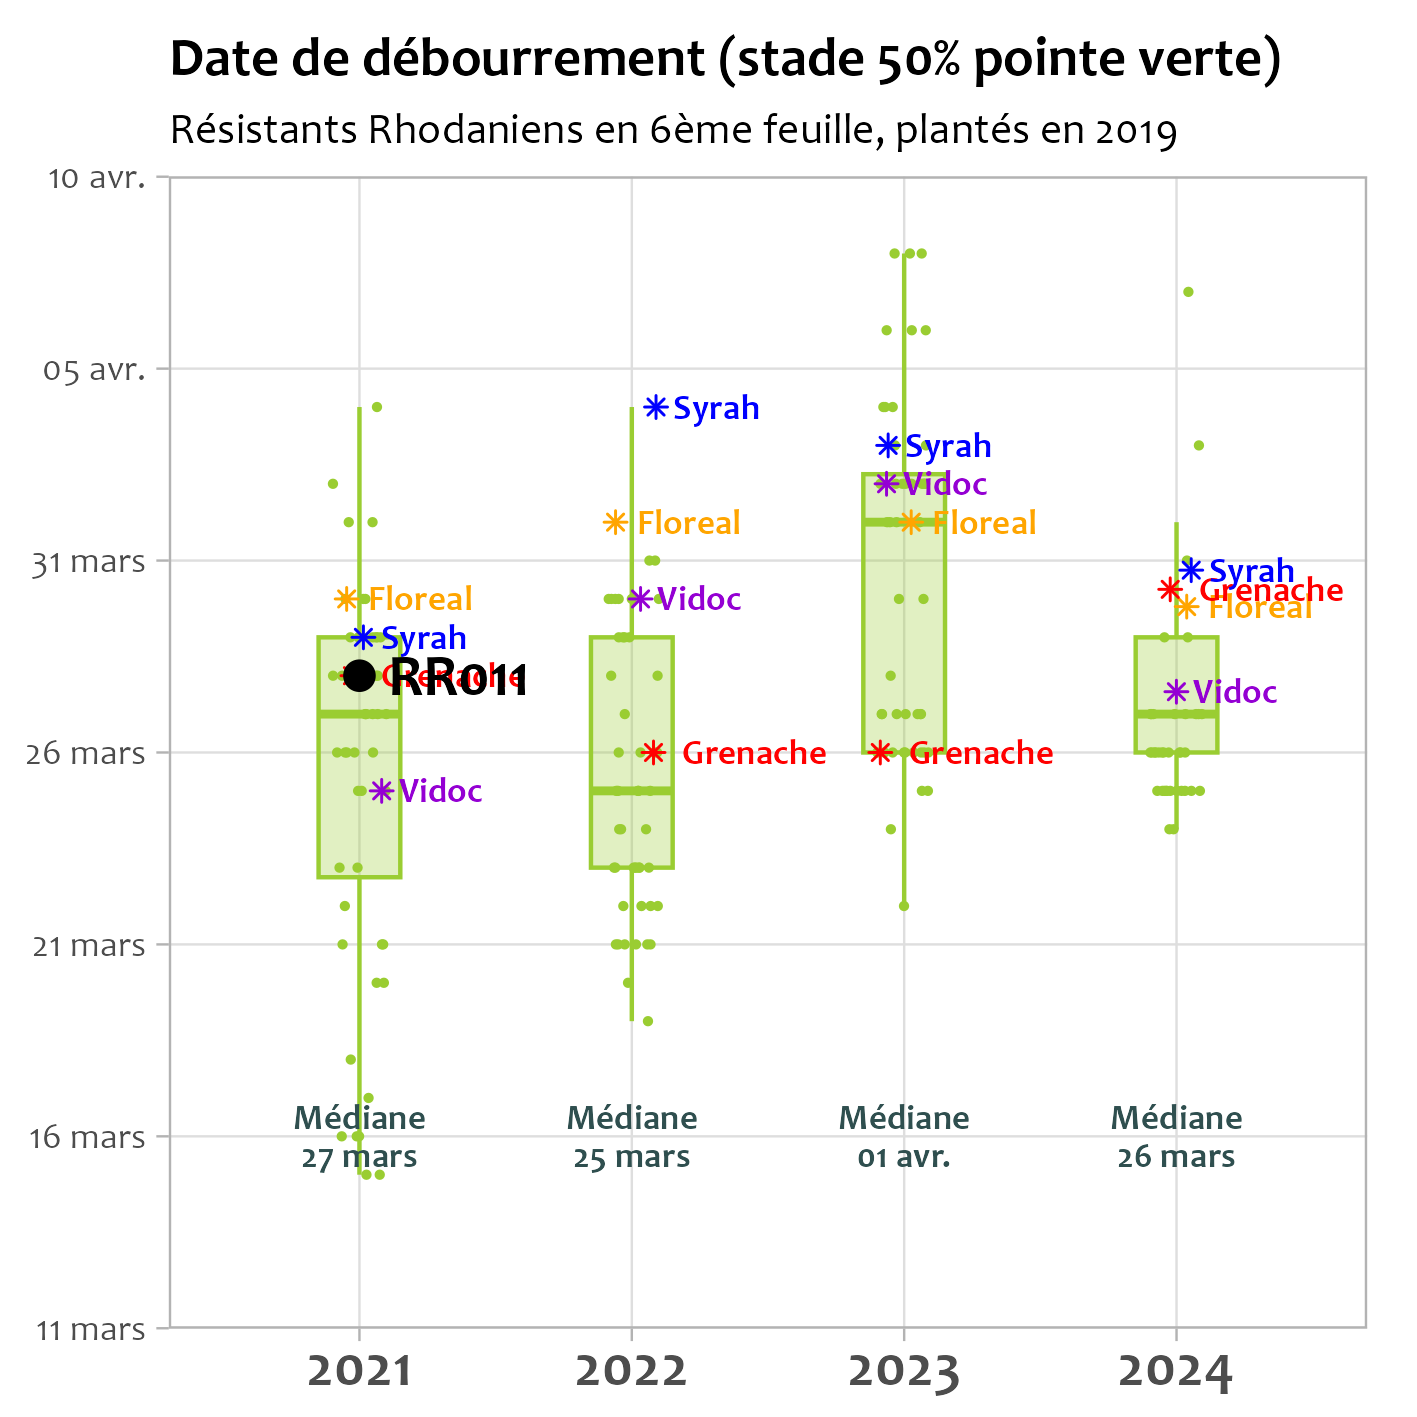 Date de débourrement (stade 50% pointe verte)
Résistants Rhodaniens en 6ème feuille, plantés en 2019
10 avr.
05 avr.
31 mars
26 mars
21 mars
16 mars
11 mars
Floreal
Syrah
Grenache
RR011
Vidoc
Médiane
27 mars
Syrah
Floreal
Vidoc
Grenache
Médiane
25 mars
Syrah
Vidoc
Floreal
Grenache
Médiane
01 avr.
Syrah
Grenache
Floreal
Vidoc
Médiane
26 mars
2021
2022
2023
2024